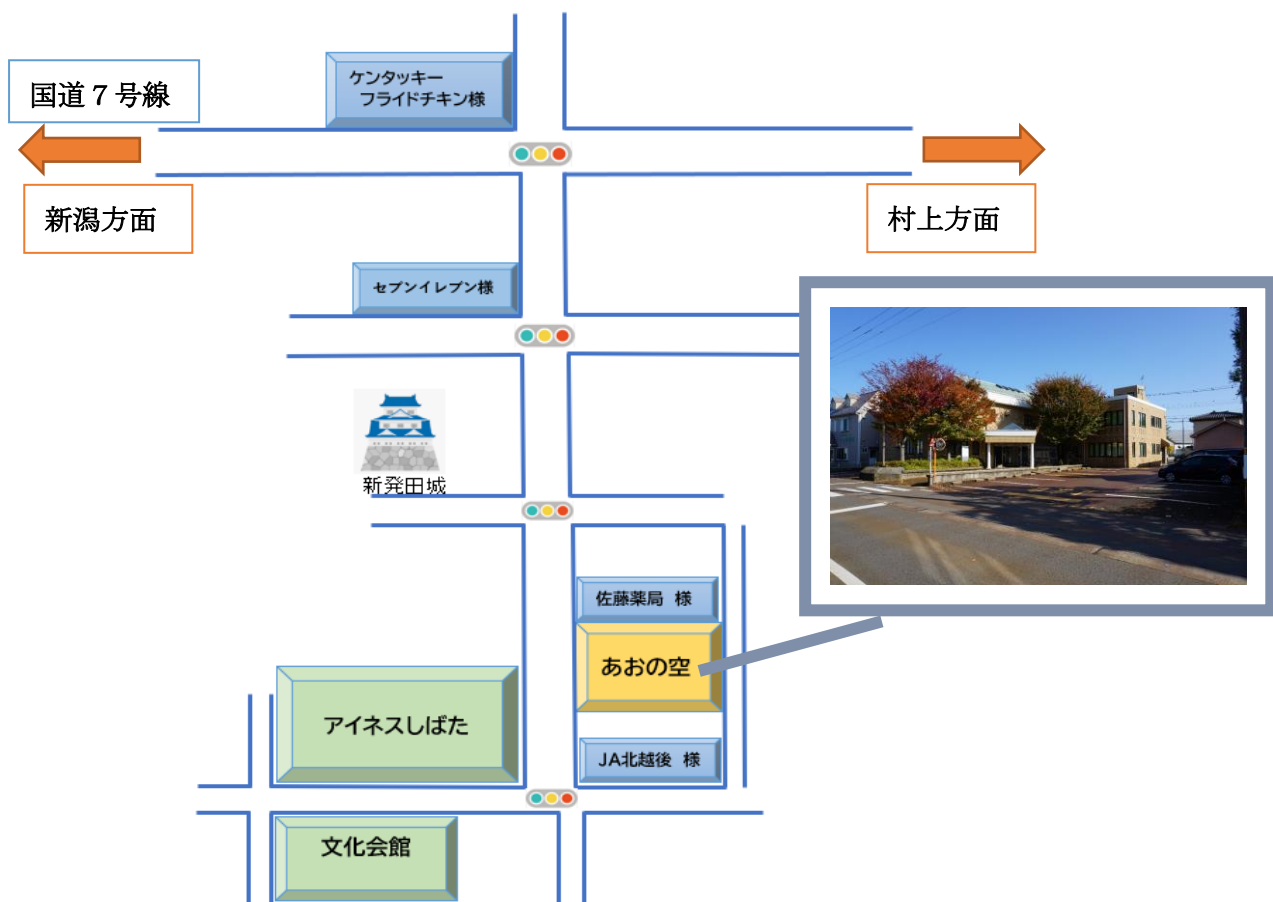 ケンタッキー
フライドチキン様
国道７号線
新潟方面
村上方面
セブンイレブン様
新発田城
佐藤薬局 様
あおの空
アイネスしばた
JA北越後 様
文化会館